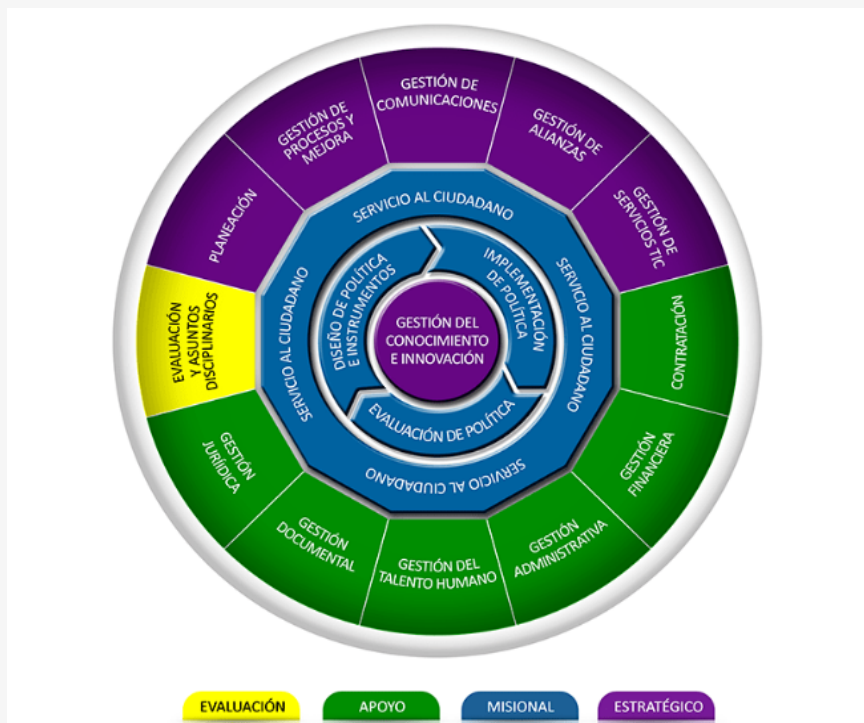 GESTIÓN DE
COMUNICACIONES
GESTIÓN DE
ALIANZAS
GESTIÓN DE
SERVICIOS TIC
CONTRATACIÓN
GESTIÓN
FINANCIERA
GESTIÓN
ADMINISTRATIVA
GESTIÓN DEL
TALENTO HUMANO
GESTIÓN
DOCUMENTAL
GESTIÓN
JURÍIDICA
EVALUACIÓN
Y ASUNTOS
DISCIPLINARIOS
PLANEACIÓN
GESTIÓN DE
PROCESOS Y
MEJORA
SERVICIO AL CIUDADANO
SERVICIO AL CIUDADANO
SERVICIO AL CIUDADANO
SERVICIO AL CIUDADANO
DISEÑO DE POLÍTICA
E INSTRUMENTOS
IMPLEMENTACIÓN
DE POLÍTICA
EVALUACIÓN DE POLÍTICA
GESTIÓN DEL
CONOCIMIENTO
E INNOVACIÓN
EVALUACIÓN
APOYO
MISIONAL
ESTRATÉGICO